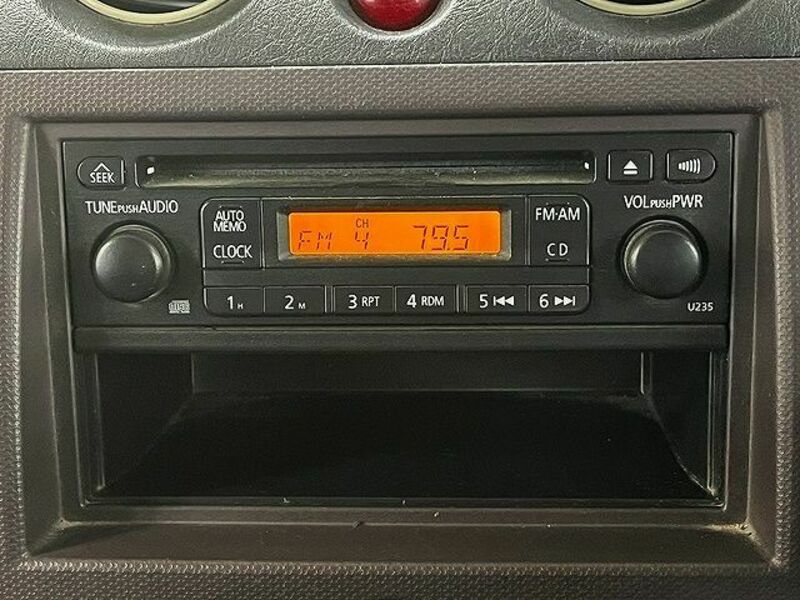 SEEK
TUNE PUSH AUDIO
AUTO
MEMO
CLOCK
FM CH 4 79.5
FM·AM
CD
VOL PUSH PWR
1 H
2 M
3 RPT
4 RDM
5
6
U235